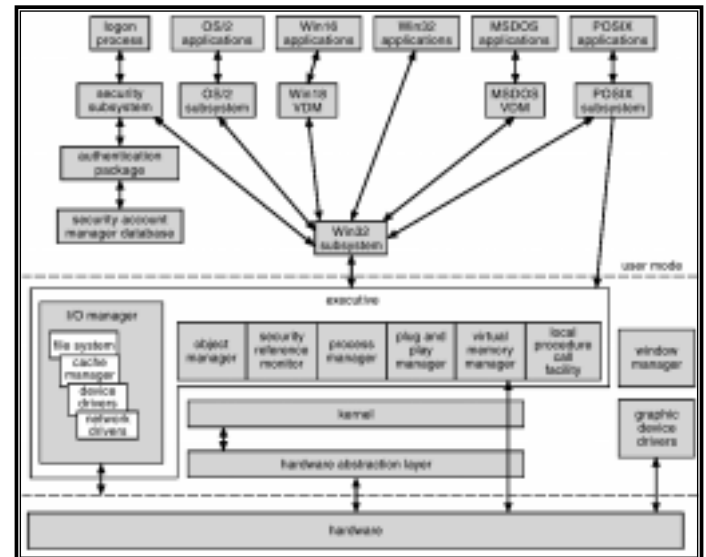 logon
process
OS/2
applications
Win16
applications
Win32
applications
MSDOS
applications
POSIX
applications
security
subsystem
OS/2
subsystem
Win18
VDM
MSDOS
VDM
POSIX
subsystem
authentication
package
security account
manager database
Win32
subsystem
user mode
executive
I/O manager
file system
cache
manager
device
drivers
network
drivers
object
manager
security
reference
monitor
process
manager
plug and
play
manager
virtual
memory
manager
local
procedure
call
facility
window
manager
kernel
graphic
device
drivers
hardware abstraction layer
hardware